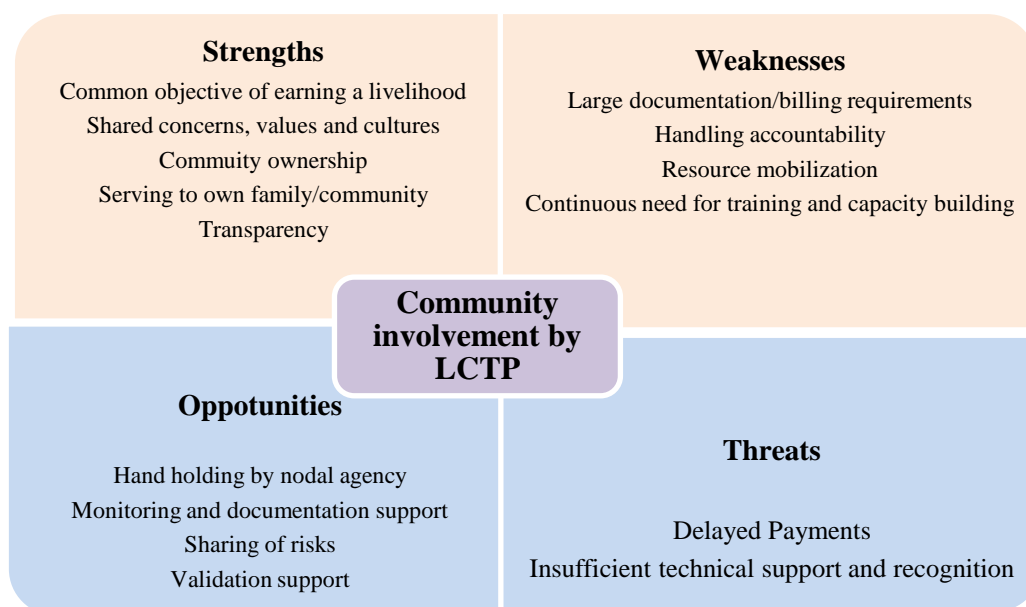 Strengths
Common objective of earning a livelihood
Shared concerns, values and cultures
Commuity ownership
Serving to own family/community
Transparency
Weaknesses
Large documentation/billing requirements
Handling accountability
Resource mobilization
Continuous need for training and capacity building
Community
involvement by
LCTP
Oppotunities
Hand holding by nodal agency
Monitoring and documentation support
Sharing of risks
Validation support
Threats
Delayed Payments
Insufficient technical support and recognition